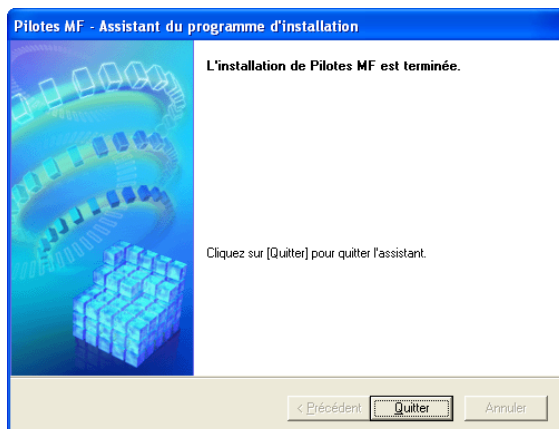 Pilotes MF - Assistant du programme d'installation
L'installation de Pilotes MF est terminée.
Cliquez sur [Quitter] pour quitter l'assistant.
< Précédent
Quitter
Annuler